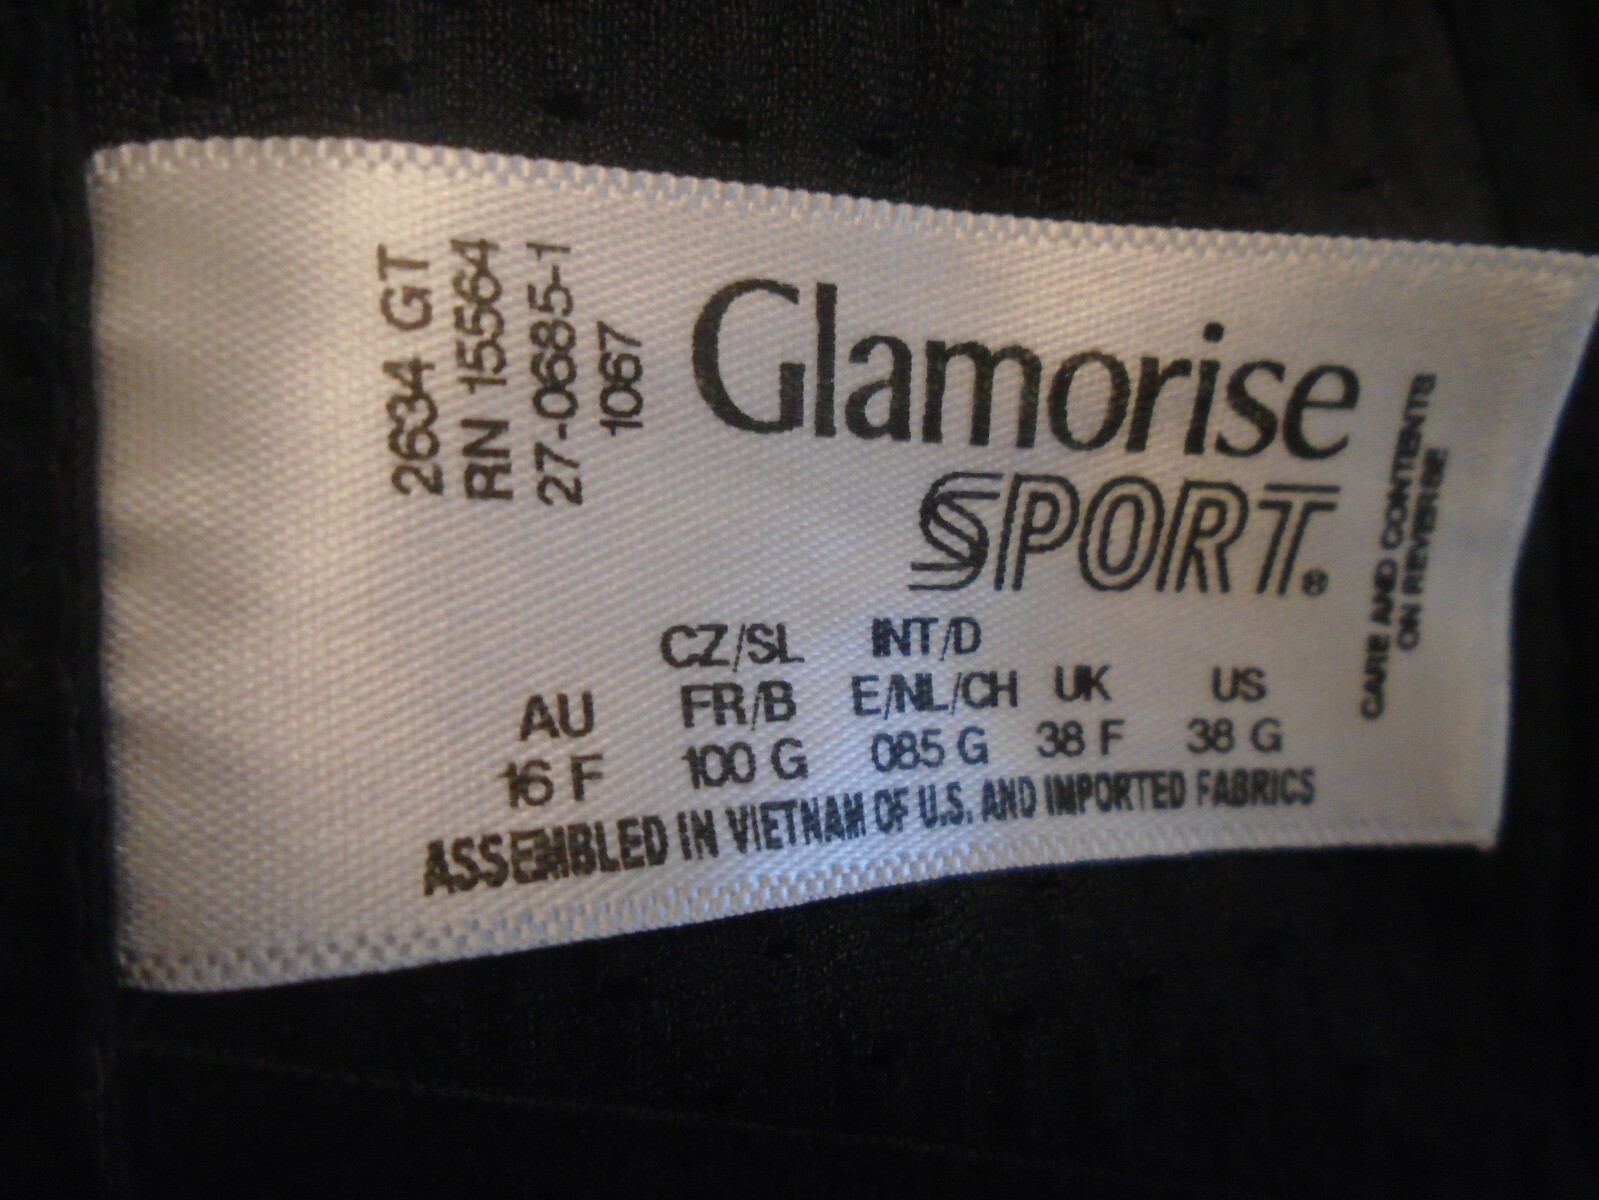 2634 GT
RN 15564
27-0685-1
1067
Glamorise
SPORT®
CARE AND CONTENTS
ON REVERSE
CZ/SL INT/D
AU FR/B E/NL/CH UK US
16 F 100 G 085 G 38 F 38 G
ASSEMBLED IN VIETNAM OF U.S. AND IMPORTED FABRICS